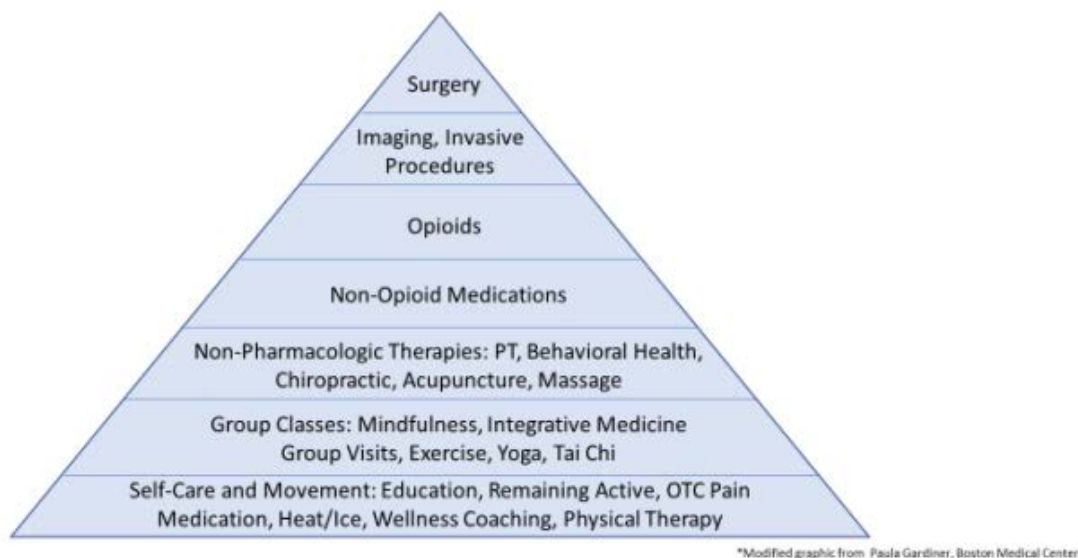 Surgery
Imaging, Invasive
Procedures
Opioids
Non-Opioid Medications
Non-Pharmacologic Therapies: PT, Behavioral Health,
Chiropractic, Acupuncture, Massage
Group Classes: Mindfulness, Integrative Medicine
Group Visits, Exercise, Yoga, Tai Chi
Self-Care and Movement: Education, Remaining Active, OTC Pain
Medication, Heat/Ice, Wellness Coaching, Physical Therapy
*Modified graphic from Paula Gardiner, Boston Medical Center